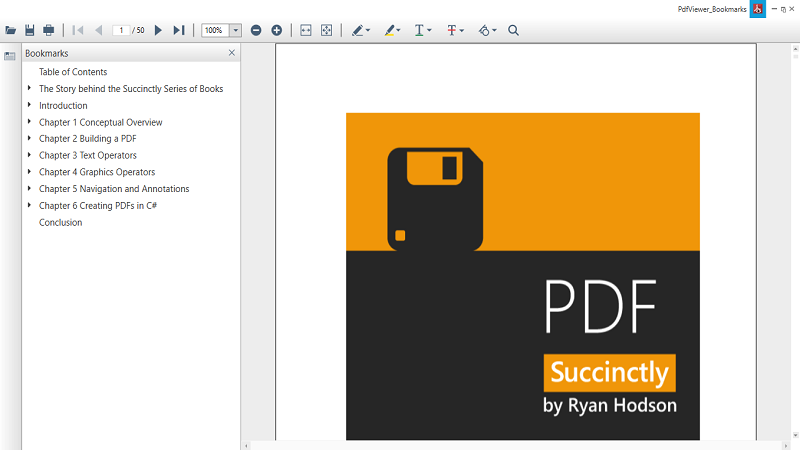 PdfViewer_Bookmarks
1 / 50
100%
T
T
Bookmarks
Table of Contents
The Story behind the Succinctly Series of Books
Introduction
Chapter 1 Conceptual Overview
Chapter 2 Building a PDF
Chapter 3 Text Operators
Chapter 4 Graphics Operators
Chapter 5 Navigation and Annotations
Chapter 6 Creating PDFs in C#
Conclusion
PDF
Succinctly
by Ryan Hodson